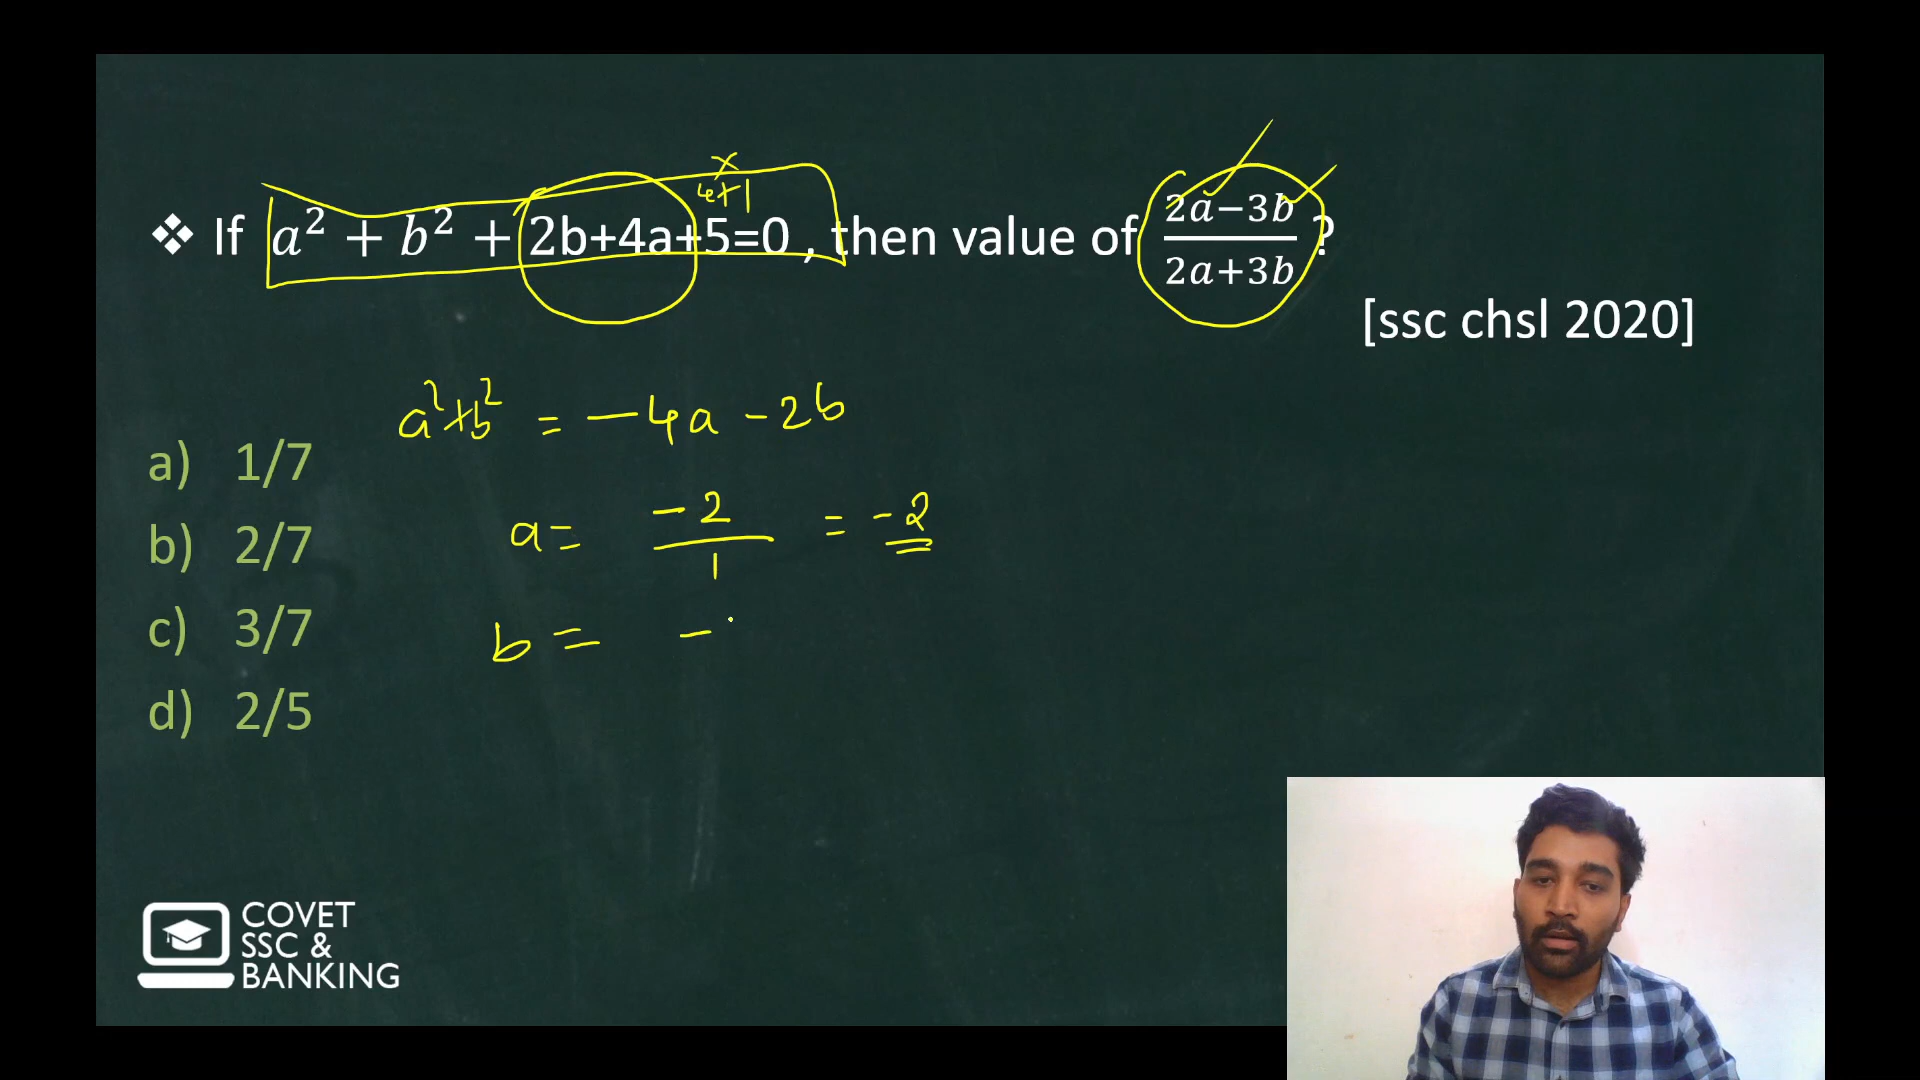 x
4+1
❖ If a² + b² + 2b+4a+5=0 , then value of (2a−3b)/(2a+3b) ?
[ssc chsl 2020]
a²+b² = −4a −2b
a) 1/7
a = −2/1 = −2
b) 2/7
b = −
c) 3/7
d) 2/5
COVET
SSC &
BANKING